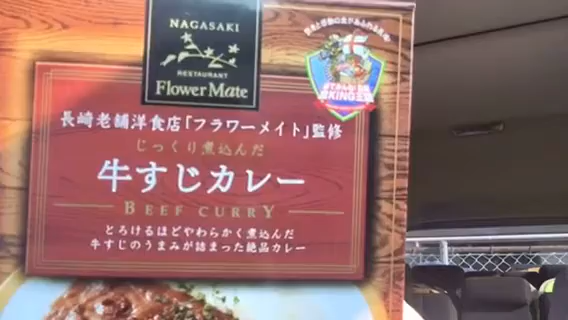 NAGASAKI
RESTAURANT
Flower Mate
長崎老舗洋食店「フラワーメイト」監修
じっくり煮込んだ
牛すじカレー
BEEF CURRY
とろけるほどやわらかく煮込んだ
牛すじのうまみが詰まった絶品カレー